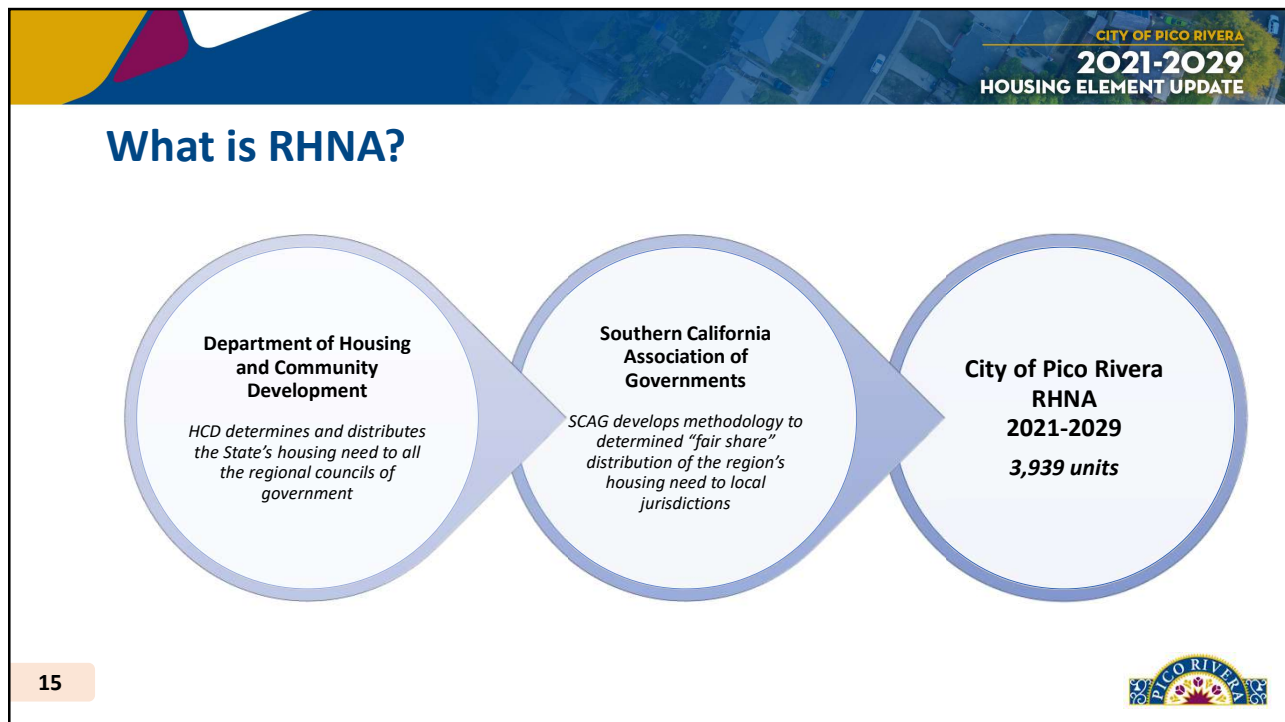 CITY OF PICO RIVERA
2021-2029
HOUSING ELEMENT UPDATE
What is RHNA?
Department of Housing
and Community
Development
HCD determines and distributes
the State's housing need to all
the regional councils of
government
Southern California
Association of
Governments
SCAG develops methodology to
determined “fair share”
distribution of the region's
housing need to local
jurisdictions
City of Pico Rivera
RHNA
2021-2029
3,939 units
15
PICO RIVERA